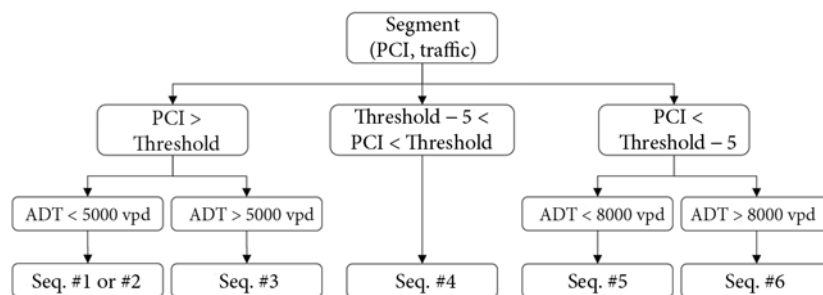 Segment
(PCI, traffic)
PCI >
Threshold
Threshold – 5 <
PCI < Threshold
PCI <
Threshold – 5
ADT < 5000 vpd
ADT > 5000 vpd
ADT < 8000 vpd
ADT > 8000 vpd
Seq. #1 or #2
Seq. #3
Seq. #4
Seq. #5
Seq. #6